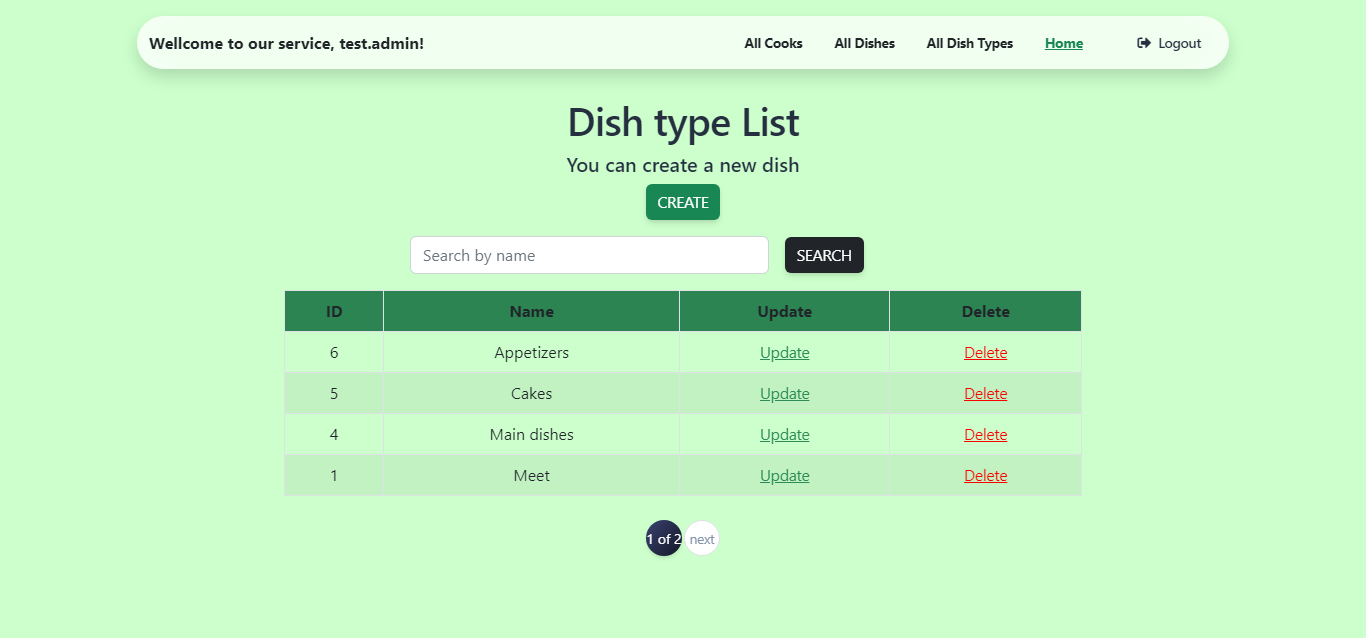 Wellcome to our service, test.admin! All Cooks All Dishes All Dish Types Home Logout
Dish type List
You can create a new dish
CREATE
Search by name SEARCH
ID Name Update Delete
6 Appetizers Update Delete
5 Cakes Update Delete
4 Main dishes Update Delete
1 Meet Update Delete
1 of 2 next